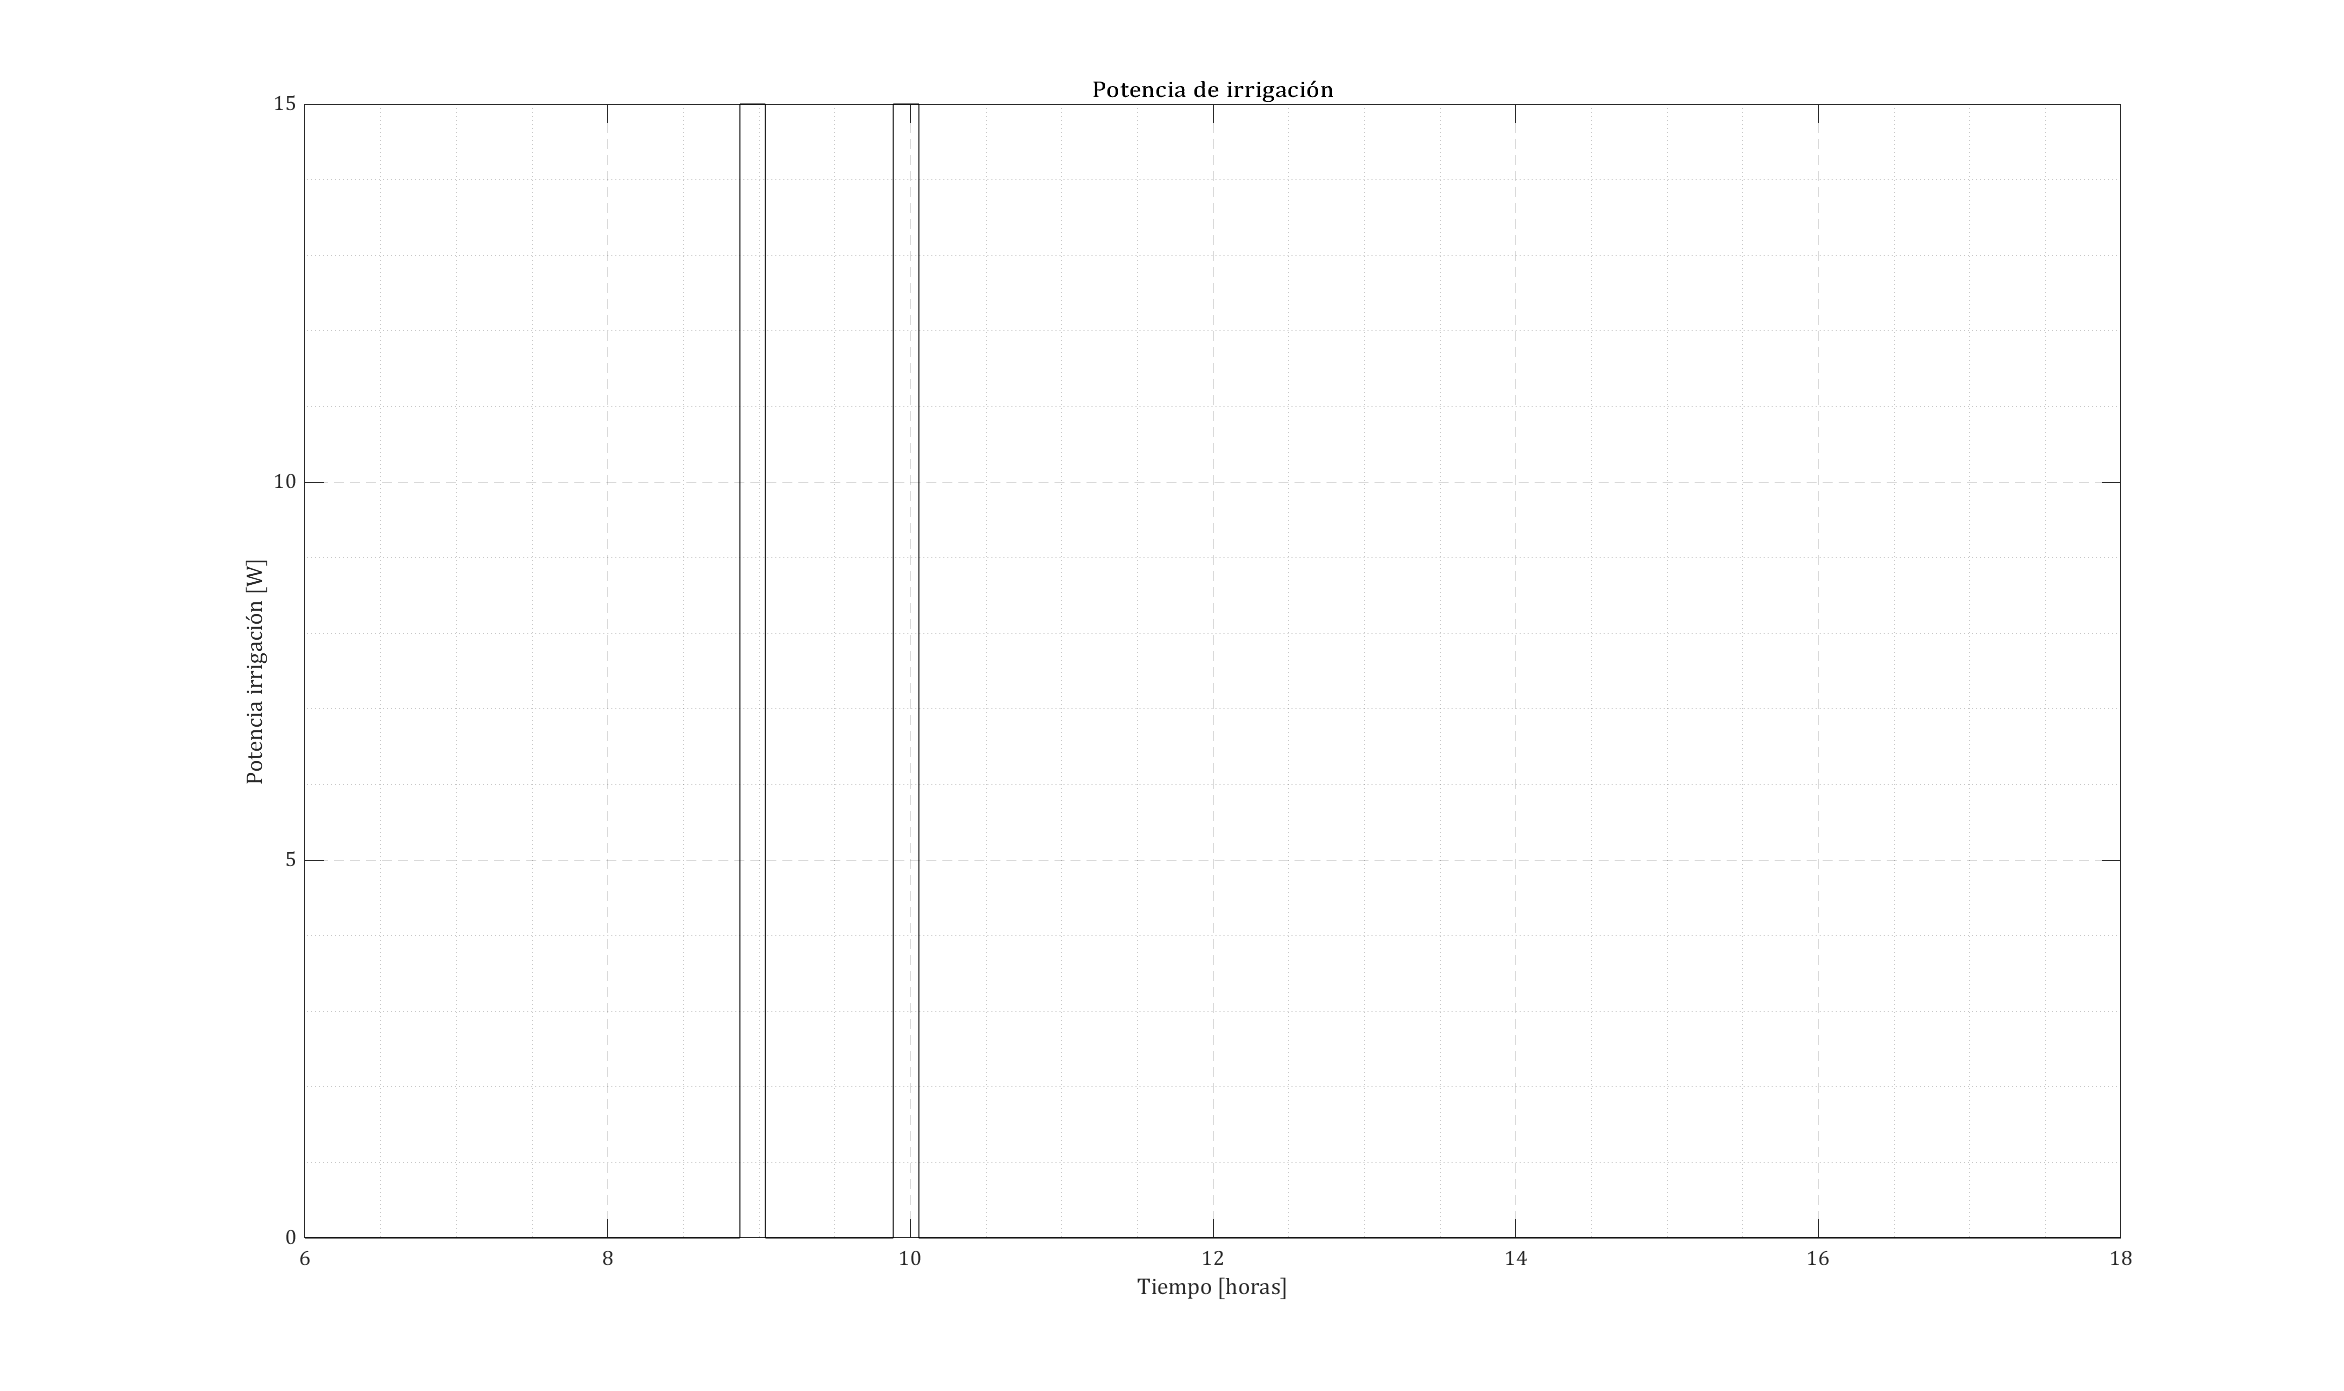 Potencia de irrigación
15
10
5
0
Potencia irrigación [W]
6 8 10 12 14 16 18
Tiempo [horas]